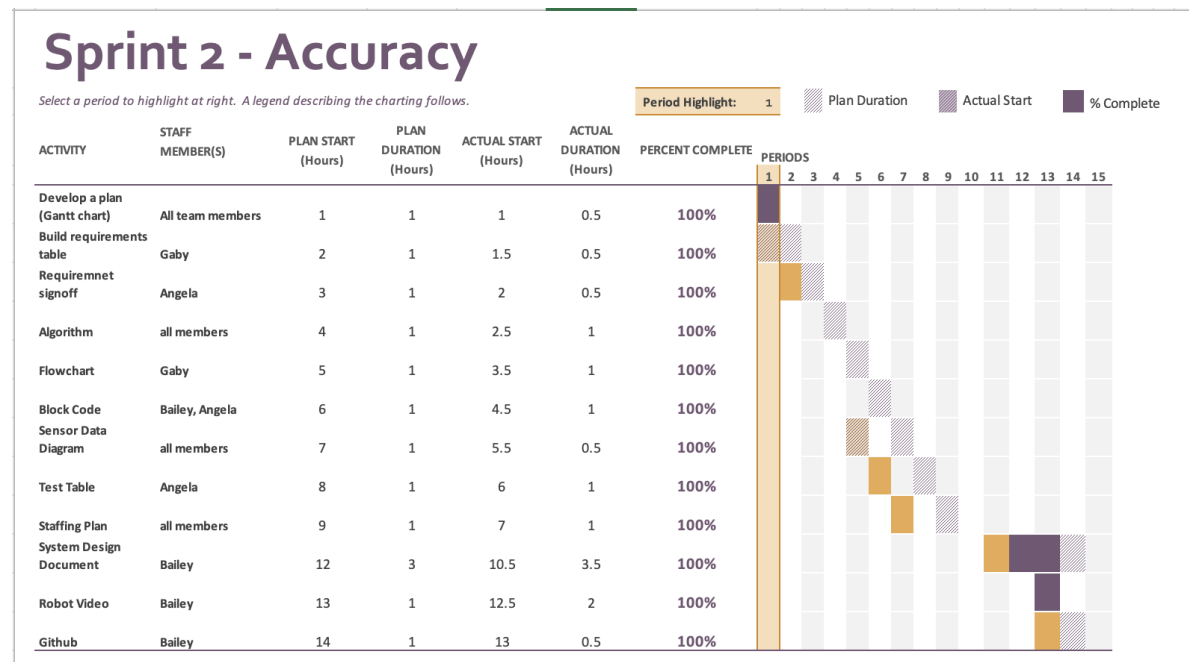 Sprint 2 - Accuracy
Select a period to highlight at right.  A legend describing the charting follows.
Period Highlight: 1
Plan Duration
Actual Start
% Complete
ACTIVITY
STAFF
MEMBER(S)
PLAN START
(Hours)
PLAN
DURATION
(Hours)
ACTUAL START
(Hours)
ACTUAL
DURATION
(Hours)
PERCENT COMPLETE
PERIODS
1 2 3 4 5 6 7 8 9 10 11 12 13 14 15
Develop a plan
(Gantt chart) All team members 1 1 1 0.5 100%
Build requirements
table Gaby 2 1 1.5 0.5 100%
Requiremnet
signoff Angela 3 1 2 0.5 100%
Algorithm all members 4 1 2.5 1 100%
Flowchart Gaby 5 1 3.5 1 100%
Block Code Bailey, Angela 6 1 4.5 1 100%
Sensor Data
Diagram all members 7 1 5.5 0.5 100%
Test Table Angela 8 1 6 1 100%
Staffing Plan all members 9 1 7 1 100%
System Design
Document Bailey 12 3 10.5 3.5 100%
Robot Video Bailey 13 1 12.5 2 100%
Github Bailey 14 1 13 0.5 100%